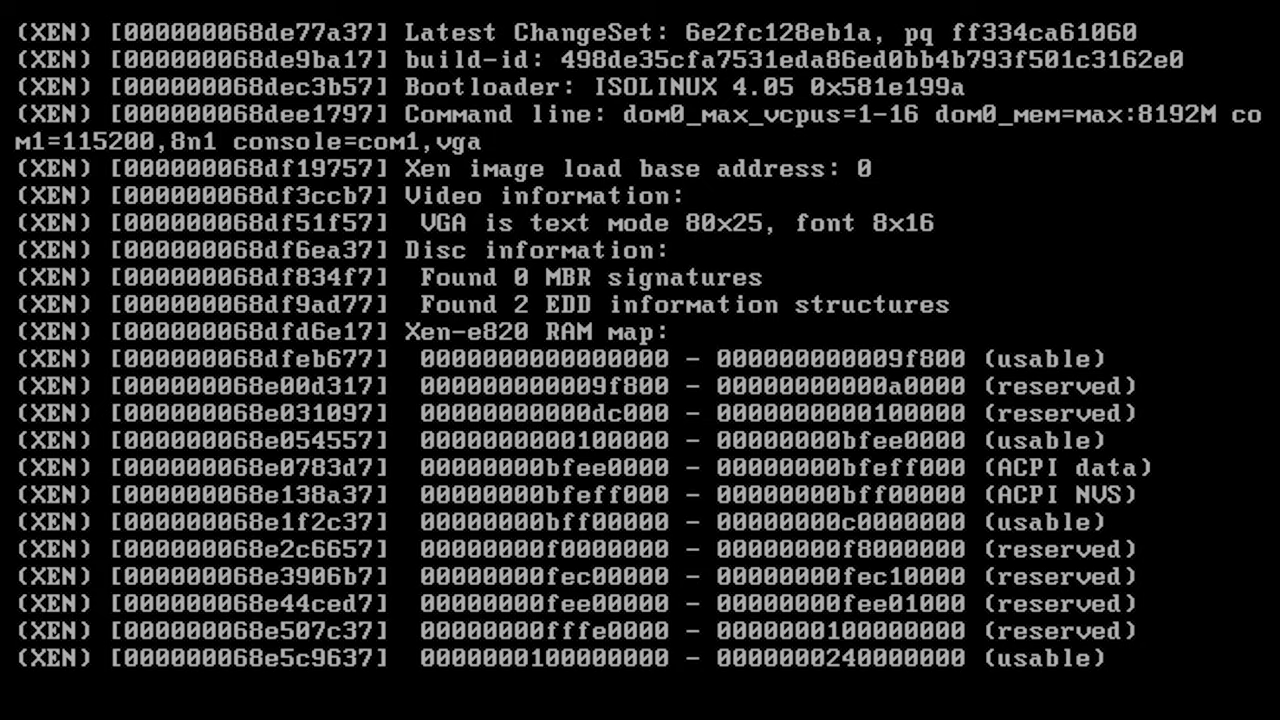 (XEN) [000000068de77a37] Latest ChangeSet: 6e2fc128eb1a, pq ff334ca61060
(XEN) [000000068de9ba17] build-id: 498de35cfa7531eda86ed0bb4b793f501c3162e0
(XEN) [000000068dec3b57] Bootloader: ISOLINUX 4.05 0x581e199a
(XEN) [000000068dee1797] Command line: dom0_max_vcpus=1-16 dom0_mem=max:8192M co
m1=115200,8n1 console=com1,vga
(XEN) [000000068df19757] Xen image load base address: 0
(XEN) [000000068df3ccb7] Video information:
(XEN) [000000068df51f57]  VGA is text mode 80x25, font 8x16
(XEN) [000000068df6ea37] Disc information:
(XEN) [000000068df834f7]  Found 0 MBR signatures
(XEN) [000000068df9ad77]  Found 2 EDD information structures
(XEN) [000000068dfd6e17] Xen-e820 RAM map:
(XEN) [000000068dfeb677]  0000000000000000 - 000000000009f800 (usable)
(XEN) [000000068e00d317]  000000000009f800 - 00000000000a0000 (reserved)
(XEN) [000000068e031097]  00000000000dc000 - 0000000000100000 (reserved)
(XEN) [000000068e054557]  0000000000100000 - 00000000bfee0000 (usable)
(XEN) [000000068e0783d7]  00000000bfee0000 - 00000000bfeff000 (ACPI data)
(XEN) [000000068e138a37]  00000000bfeff000 - 00000000bff00000 (ACPI NVS)
(XEN) [000000068e1f2c37]  00000000bff00000 - 00000000c0000000 (usable)
(XEN) [000000068e2c6657]  00000000f0000000 - 00000000f8000000 (reserved)
(XEN) [000000068e3906b7]  00000000fec00000 - 00000000fec10000 (reserved)
(XEN) [000000068e44ced7]  00000000fee00000 - 00000000fee01000 (reserved)
(XEN) [000000068e507c37]  00000000fffe0000 - 0000000100000000 (reserved)
(XEN) [000000068e5c9637]  0000000100000000 - 0000000240000000 (usable)